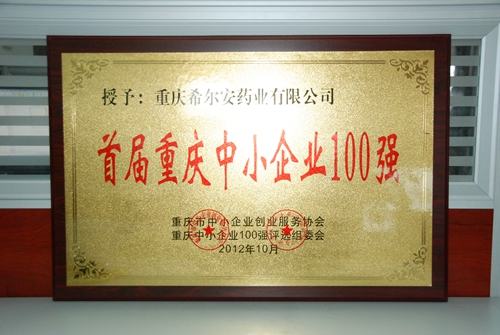 授予：重庆希尔安药业有限公司
首届重庆中小企业100强
重庆市中小企业创业服务协会
重庆中小企业100强评选组委会
2012年10月